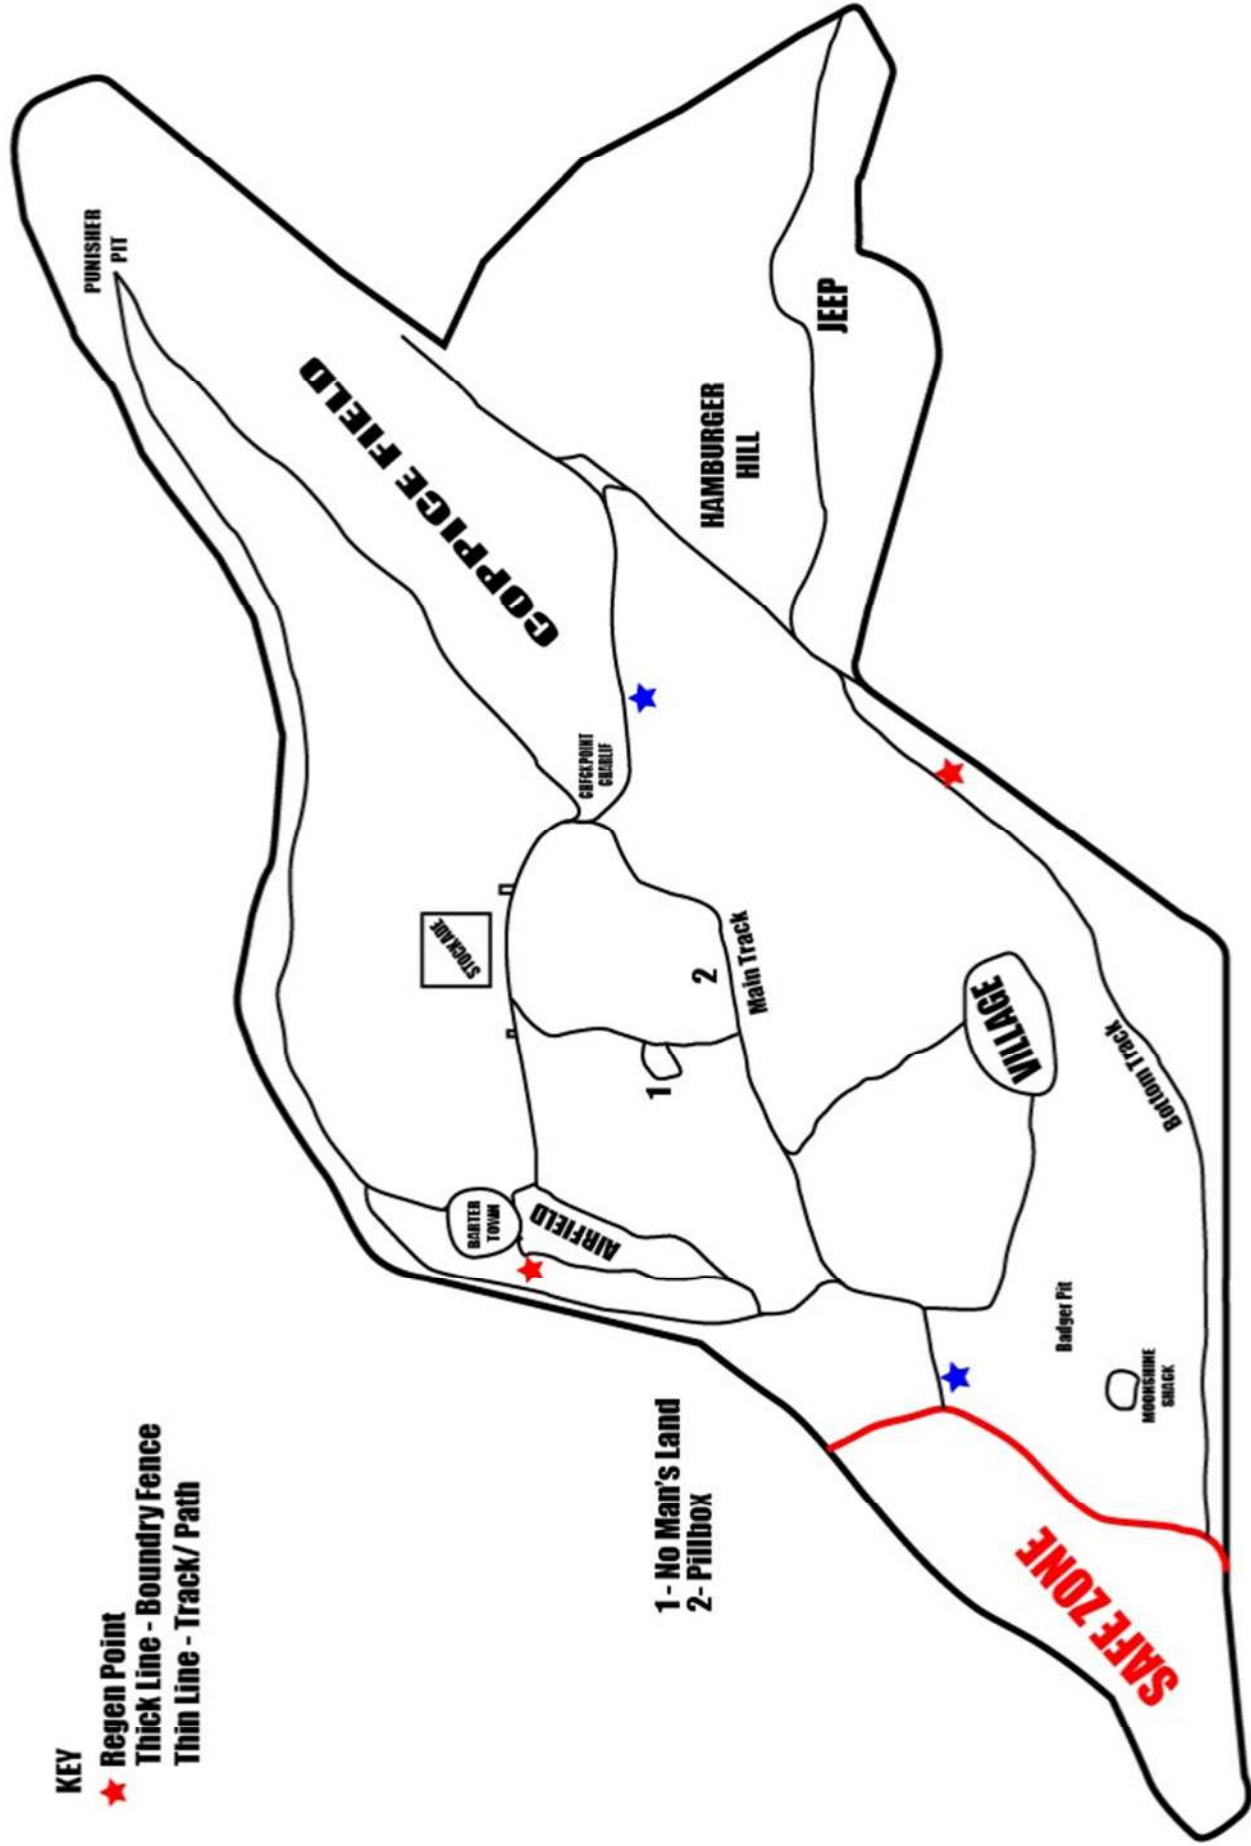 KEY
Regen Point
Thick Line - Boundry Fence
Thin Line - Track/ Path
1- No Man's Land
2- Pillbox
SAFE ZONE
MOONSHINE
SHACK
Badger Pit
BARTER
TOWN
AIRFIELD
1
2
Main Track
VILLAGE
Bottom Track
STOCKADE
CHECKPOINT
CHARLIE
COPPICE FIELD
HAMBURGER
HILL
JEEP
PUNISHER
PIT